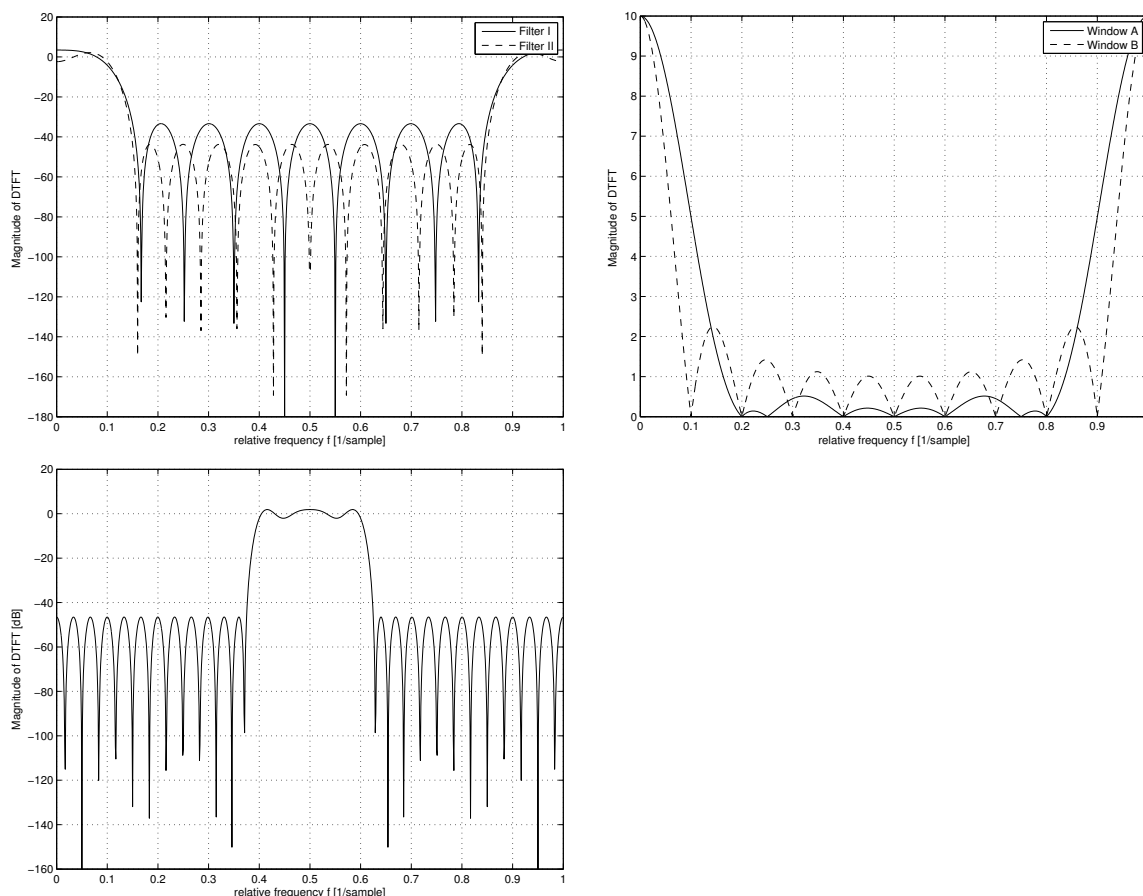 20
0
−20
−40
−60
−80
−100
−120
−140
−160
−180
0 0.1 0.2 0.3 0.4 0.5 0.6 0.7 0.8 0.9 1
relative frequency f [1/sample]
Magnitude of DTFT
Filter I
Filter II
10
9
8
7
6
5
4
3
2
1
0
0 0.1 0.2 0.3 0.4 0.5 0.6 0.7 0.8 0.9
relative frequency f [1/sample]
Magnitude of DTFT
Window A
Window B
20
0
−20
−40
−60
−80
−100
−120
−140
−160
0 0.1 0.2 0.3 0.4 0.5 0.6 0.7 0.8 0.9 1
relative frequency f [1/sample]
Magnitude of DTFT [dB]